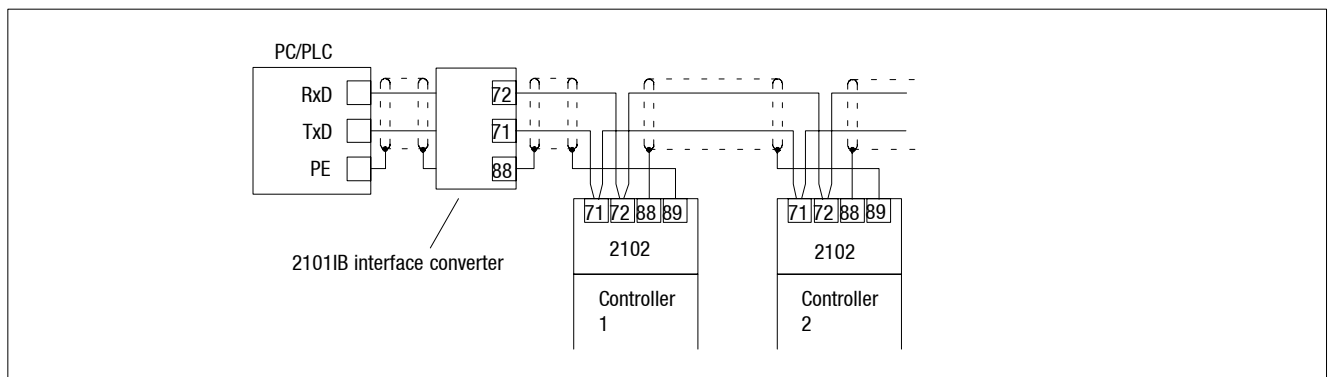 PC/PLC
RxD
72
TxD
71
PE
88
71 72 88 89
71 72 88 89
2102
2102
2101IB interface converter
Controller
1
Controller
2